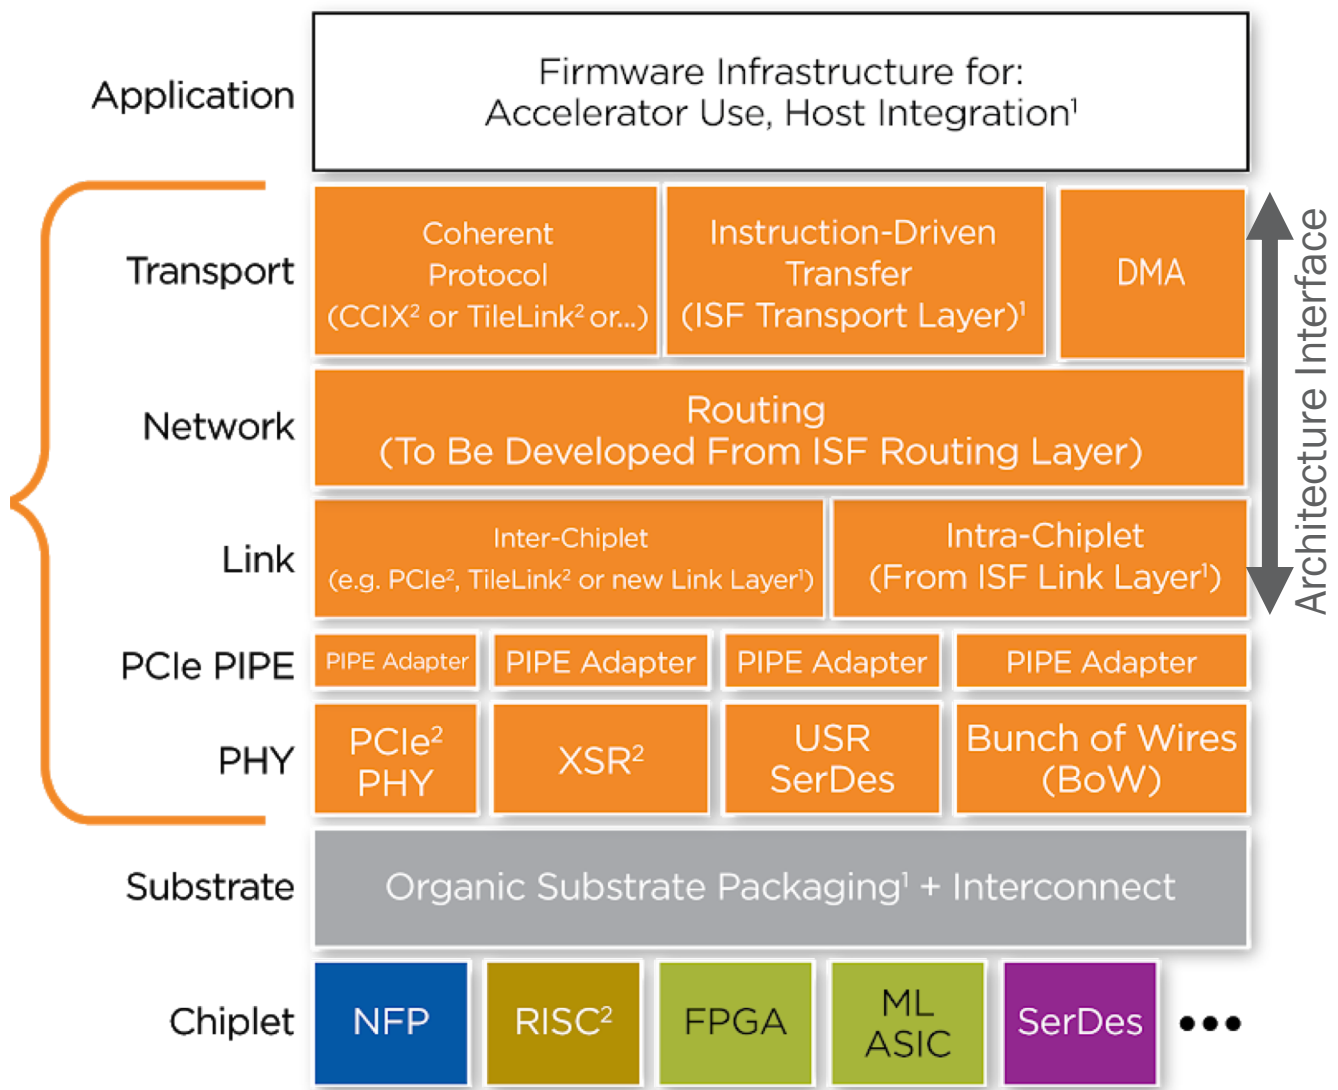 Application
Firmware Infrastructure for:
Accelerator Use, Host Integration¹
Transport
Coherent
Protocol
(CCIX² or TileLink² or...)
Instruction-Driven
Transfer
(ISF Transport Layer)¹
DMA
Architecture Interface
Network
Routing
(To Be Developed From ISF Routing Layer)
Link
Inter-Chiplet
(e.g. PCIe², TileLink² or new Link Layer¹)
Intra-Chiplet
(From ISF Link Layer¹)
PCIe PIPE
PIPE Adapter
PIPE Adapter
PIPE Adapter
PIPE Adapter
PHY
PCIe²
PHY
XSR²
USR
SerDes
Bunch of Wires
(BoW)
Substrate
Organic Substrate Packaging¹ + Interconnect
Chiplet
NFP
RISC²
FPGA
ML
ASIC
SerDes
•••